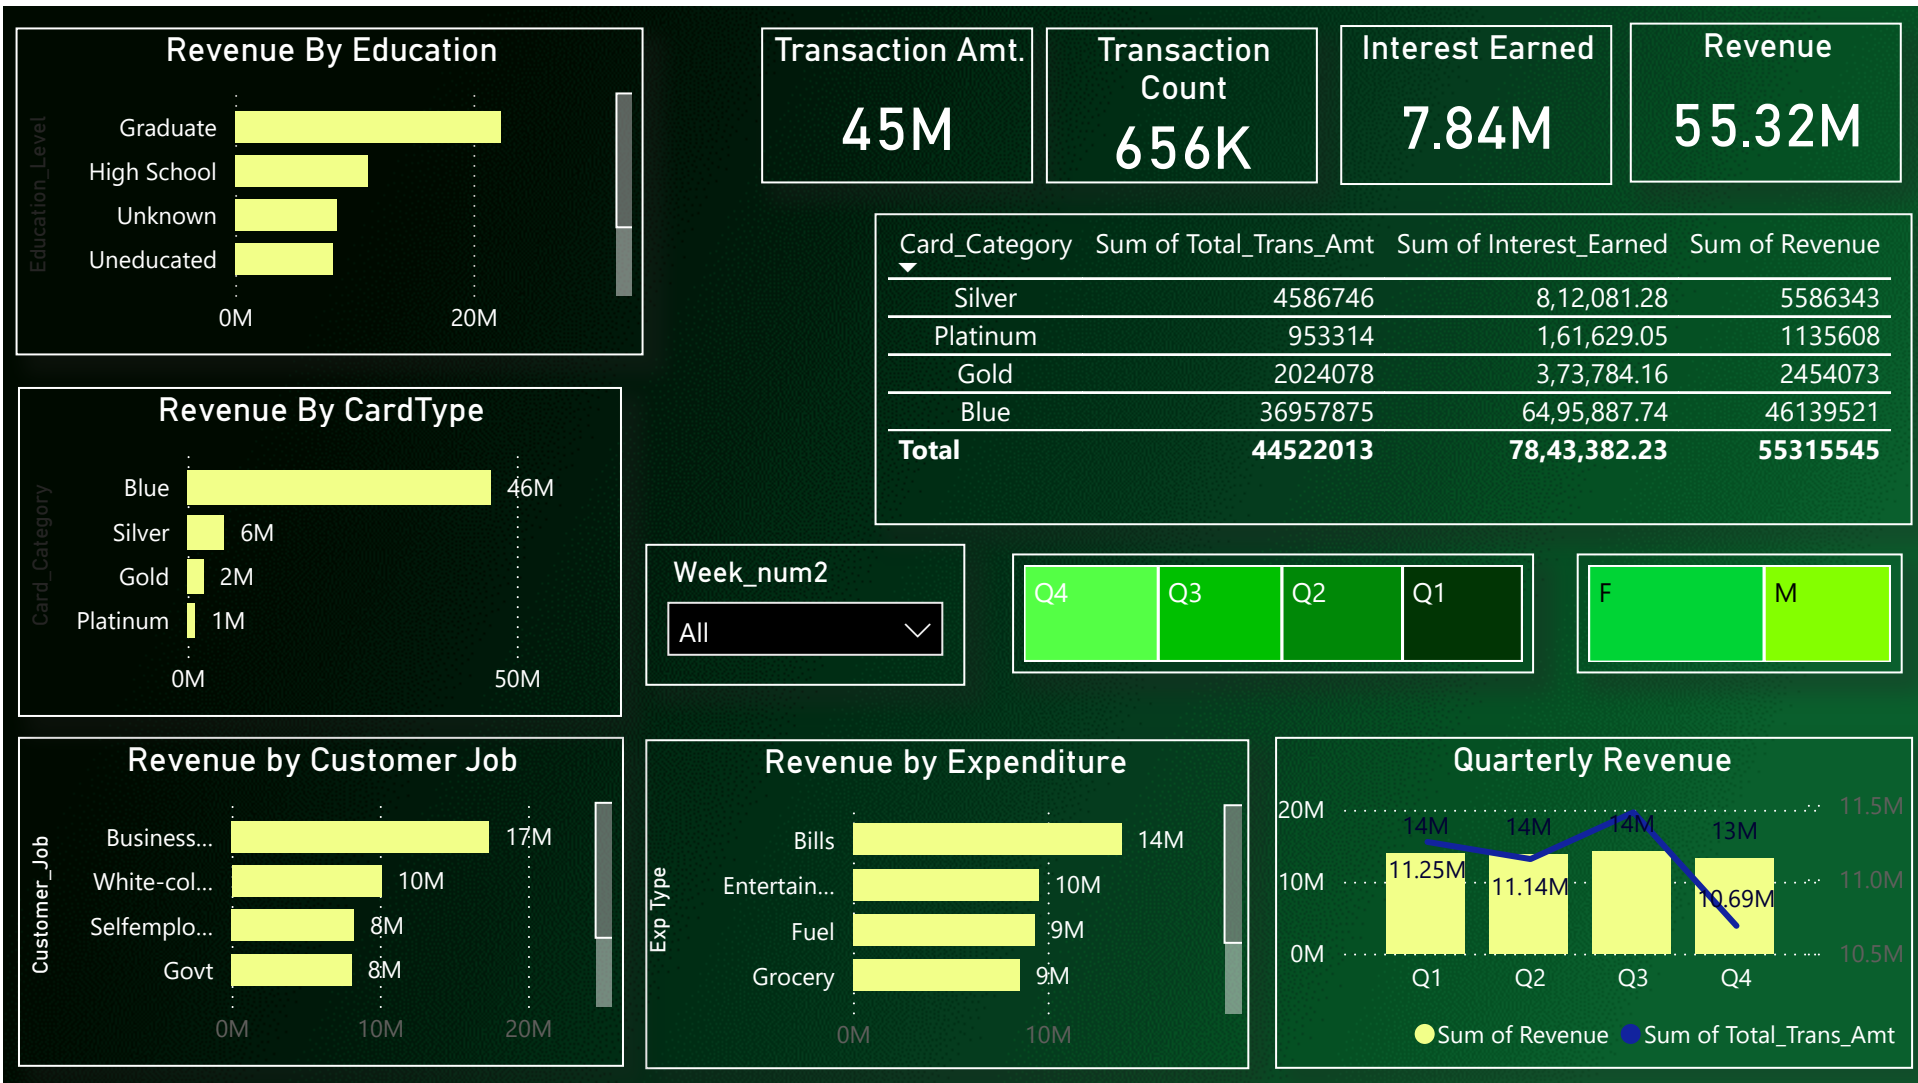 Revenue By Education
Education_Level
Graduate
High School
Unknown
Uneducated
0M 20M
Transaction Amt.
45M
Transaction
Count
656K
Interest Earned
7.84M
Revenue
55.32M
Card_Category Sum of Total_Trans_Amt Sum of Interest_Earned Sum of Revenue
Silver 4586746 8,12,081.28 5586343
Platinum 953314 1,61,629.05 1135608
Gold 2024078 3,73,784.16 2454073
Blue 36957875 64,95,887.74 46139521
Total 44522013 78,43,382.23 55315545
Revenue By CardType
Card_Category
Blue 46M
Silver 6M
Gold 2M
Platinum 1M
0M 50M
Week_num2
All
Q4 Q3 Q2 Q1
F M
Revenue by Customer Job
Customer_Job
Business... 17M
White-col... 10M
Selfemplo... 8M
Govt 8M
0M 10M 20M
Revenue by Expenditure
Exp Type
Bills 14M
Entertain... 10M
Fuel 9M
Grocery 9M
0M 10M
Quarterly Revenue
20M 11.5M
14M 14M 14M 13M
11.25M 11.14M 10.69M
10M 11.0M
0M 10.5M
Q1 Q2 Q3 Q4
Sum of Revenue Sum of Total_Trans_Amt